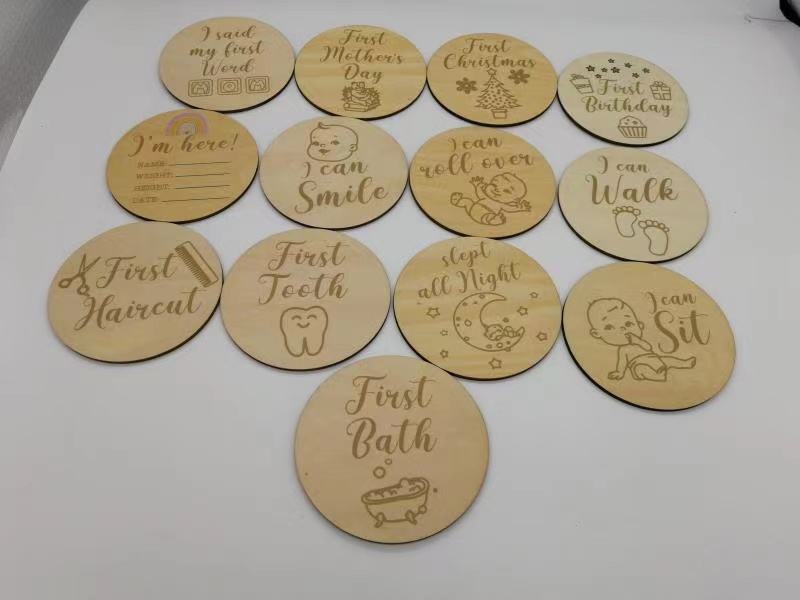 I said
my first
Word
First
Mother's
Day
First
Christmas
First
Birthday
I'm here!
NAME:
WEIGHT:
HEIGHT:
DATE:
I can
Smile
I can
roll over
I can
Walk
First
Haircut
First
Tooth
slept
all Night
I can
Sit
First
Bath